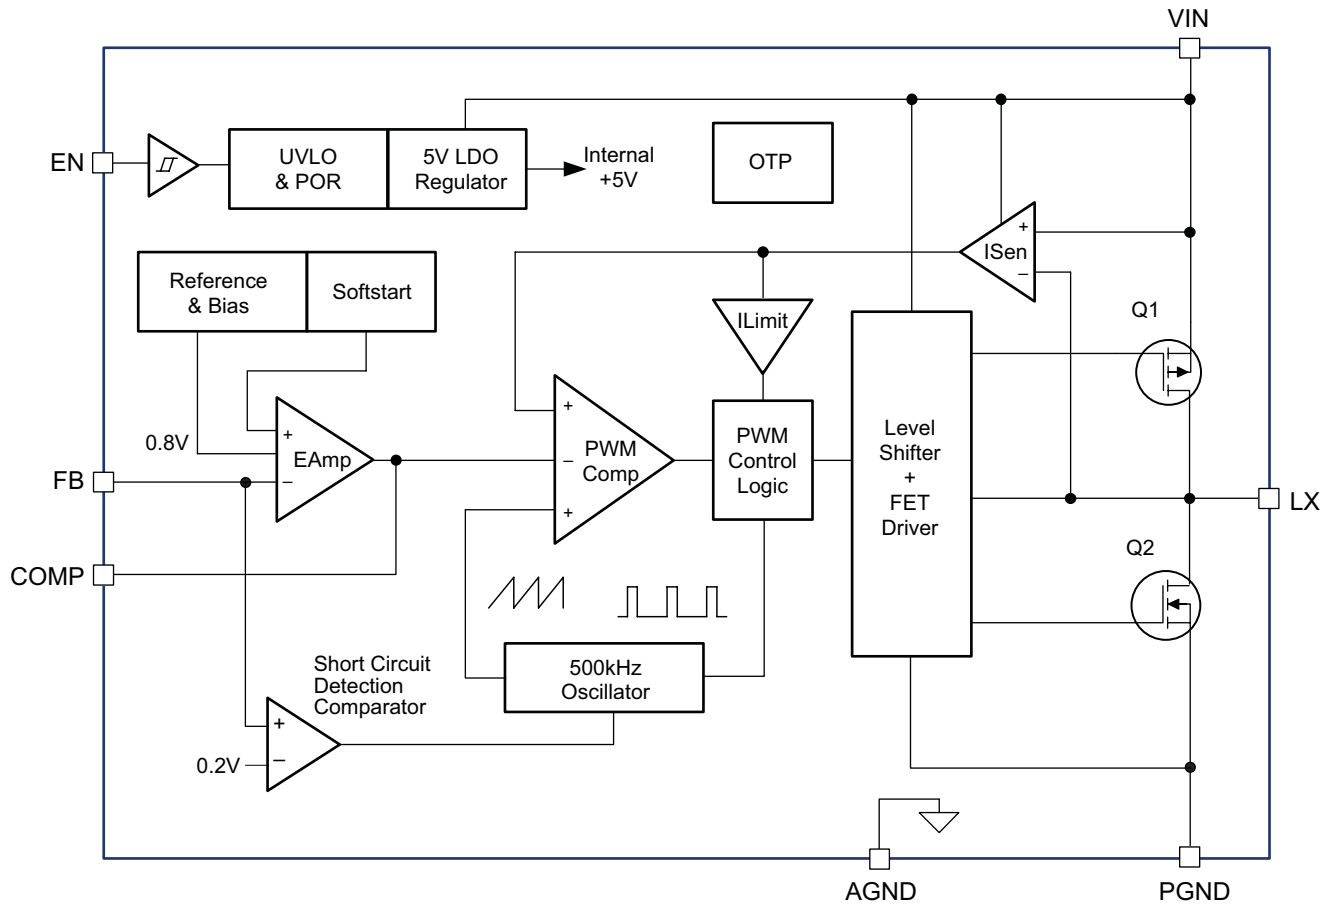 VIN
EN
UVLO
& POR
5V LDO
Regulator
Internal
+5V
OTP
+
ISen
−
Reference
& Bias
Softstart
ILimit
Q1
+
PWM
Comp
−
+
PWM
Control
Logic
Level
Shifter
+
FET
Driver
0.8V
+
EAmp
−
FB
LX
COMP
Q2
500kHz
Oscillator
Short Circuit
Detection
Comparator
+
−
0.2V
AGND
PGND